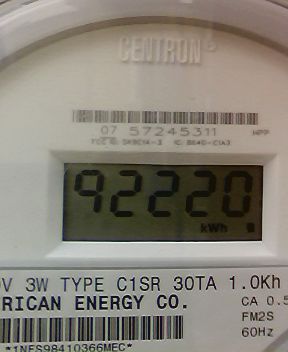 CENTRON®
07 57245311 HPP
92220
kWh
V 3W TYPE C1SR 30TA 1.0Kh
RICAN ENERGY CO.
CA 0.5
FM2S
60Hz
*1NFS98410366MEC*